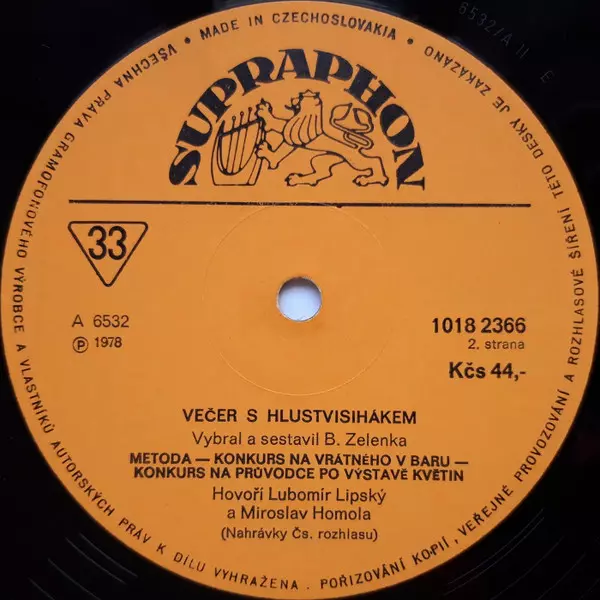 SUPRAPHON
33
A 6532
Ⓟ 1978
1018 2366
2. strana
Kčs 44,-
VEČER S HLUSTVISIHÁKEM
Vybral a sestavil B. Zelenka
METODA — KONKURS NA VRÁTNÉHO V BARU —
KONKURS NA PRŮVODCE PO VÝSTAVĚ KVĚTIN
Hovoří Lubomír Lipský
a Miroslav Homola
(Nahrávky Čs. rozhlasu)
VŠECHNA PRÁVA GRAMOFONOVÉHO VÝROBCE A VLASTNÍKŮ AUTORSKÝCH PRÁV K DÍLU VYHRAŽENA. POŘIZOVÁNÍ KOPIÍ, VEŘEJNÉ PROVOZOVÁNÍ A ROZHLASOVÉ ŠÍŘENÍ TÉTO DESKY JE ZAKÁZÁNO • MADE IN CZECHOSLOVAKIA •
6532/A 11 E